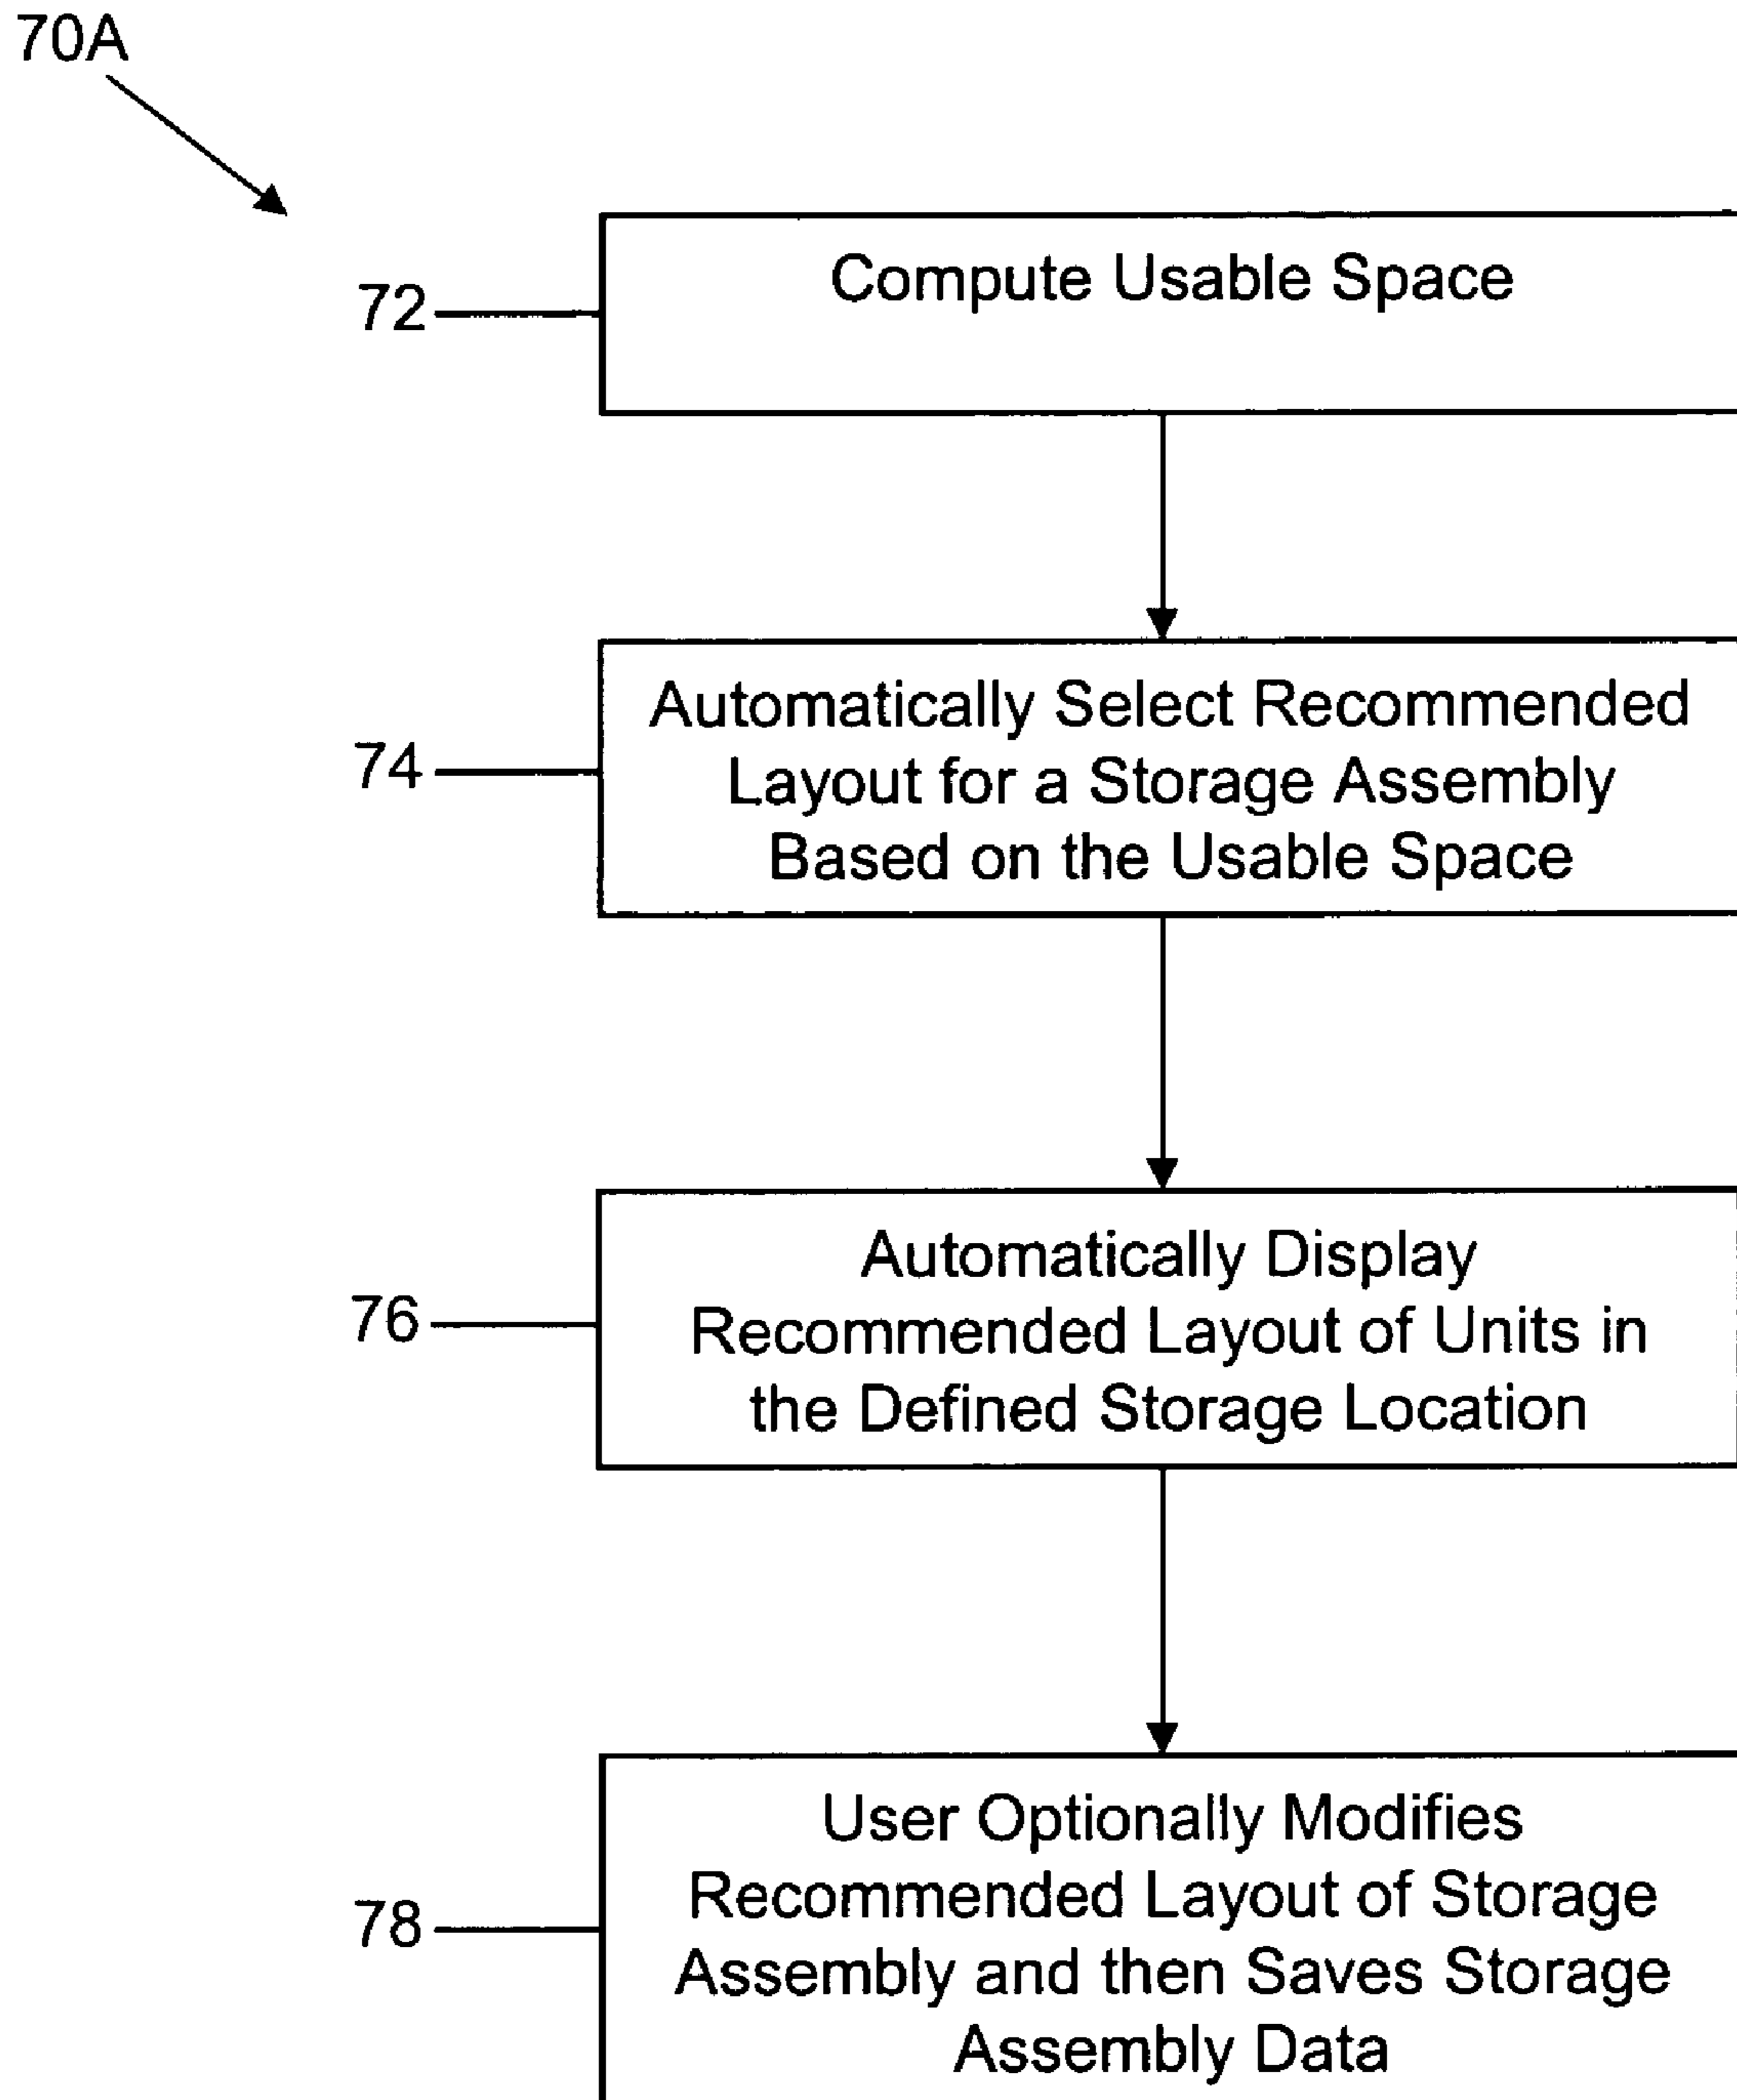 70A
72
Compute Usable Space
74
Automatically Select Recommended
Layout for a Storage Assembly
Based on the Usable Space
76
Automatically Display
Recommended Layout of Units in
the Defined Storage Location
78
User Optionally Modifies
Recommended Layout of Storage
Assembly and then Saves Storage
Assembly Data